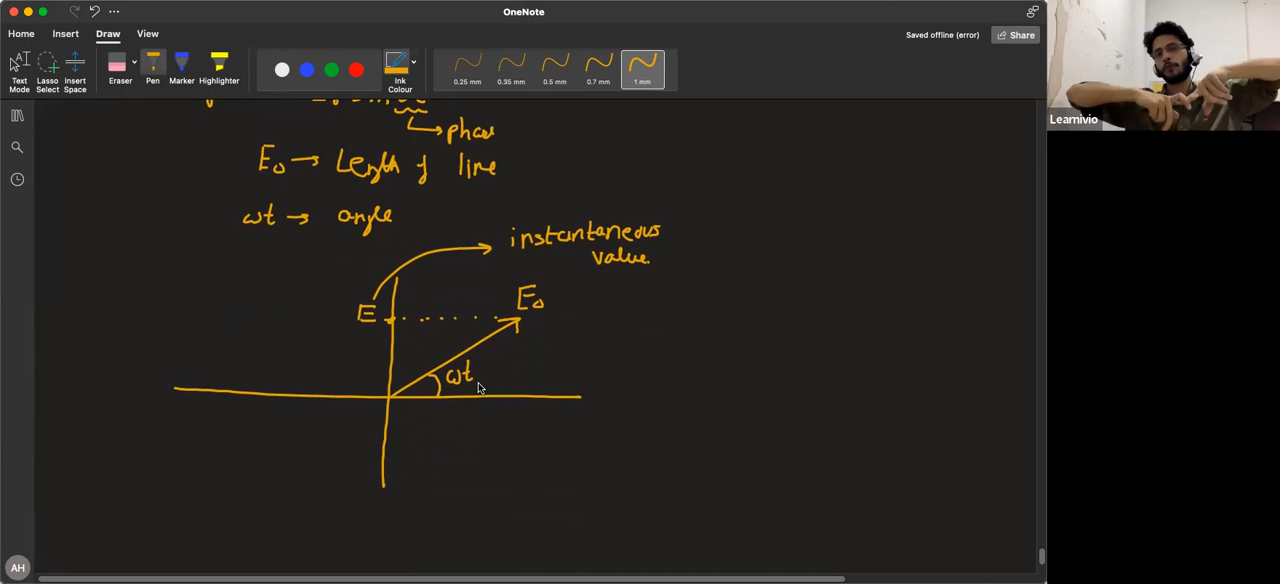 OneNote
Home Insert Draw View
Saved offline (error)
Share
Text Mode
Lasso Select
Insert Space
Eraser
Pen
Marker
Highlighter
Ink Colour
0.25 mm
0.35 mm
0.5 mm
0.7 mm
1 mm
Learnivio
phase
E₀ → Length of line
ωt → angle
instantaneous
value.
E
E₀
ωt
AH